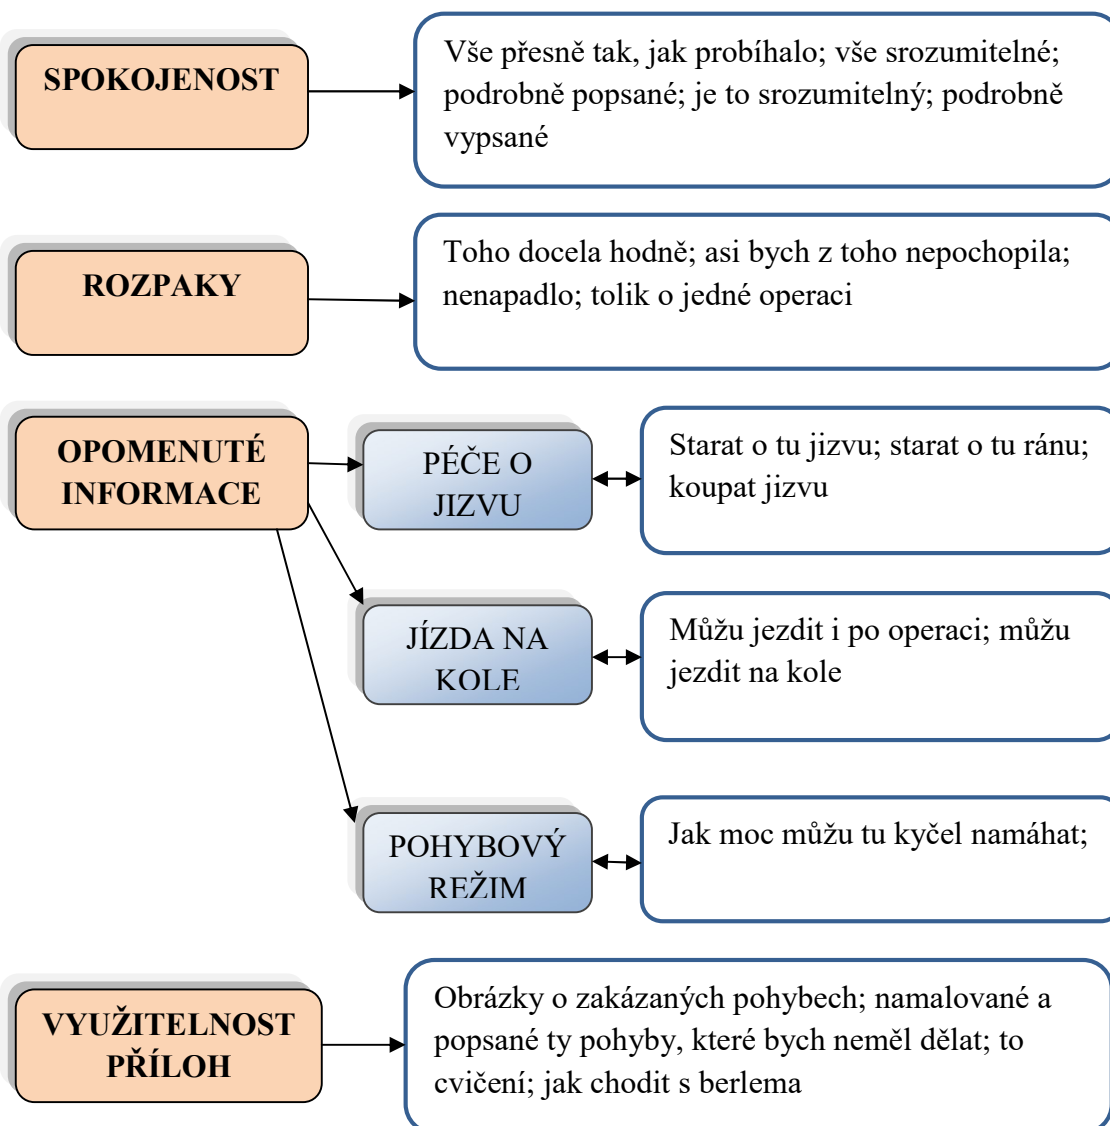 SPOKOJENOST
Vše přesně tak, jak probíhalo; vše srozumitelné;
podrobně popsané; je to srozumitelný; podrobně
vypsané
ROZPAKY
Toho docela hodně; asi bych z toho nepochopila;
nenapadlo; tolik o jedné operaci
OPOMENUTÉ
INFORMACE
PÉČE O
JIZVU
Starat o tu jizvu; starat o tu ránu;
koupat jizvu
JÍZDA NA
KOLE
Můžu jezdit i po operaci; můžu
jezdit na kole
POHYBOVÝ
REŽIM
Jak moc můžu tu kyčel namáhat;
VYUŽITELNOST
PŘÍLOH
Obrázky o zakázaných pohybech; namalované a
popsané ty pohyby, které bych neměl dělat; to
cvičení; jak chodit s berlema